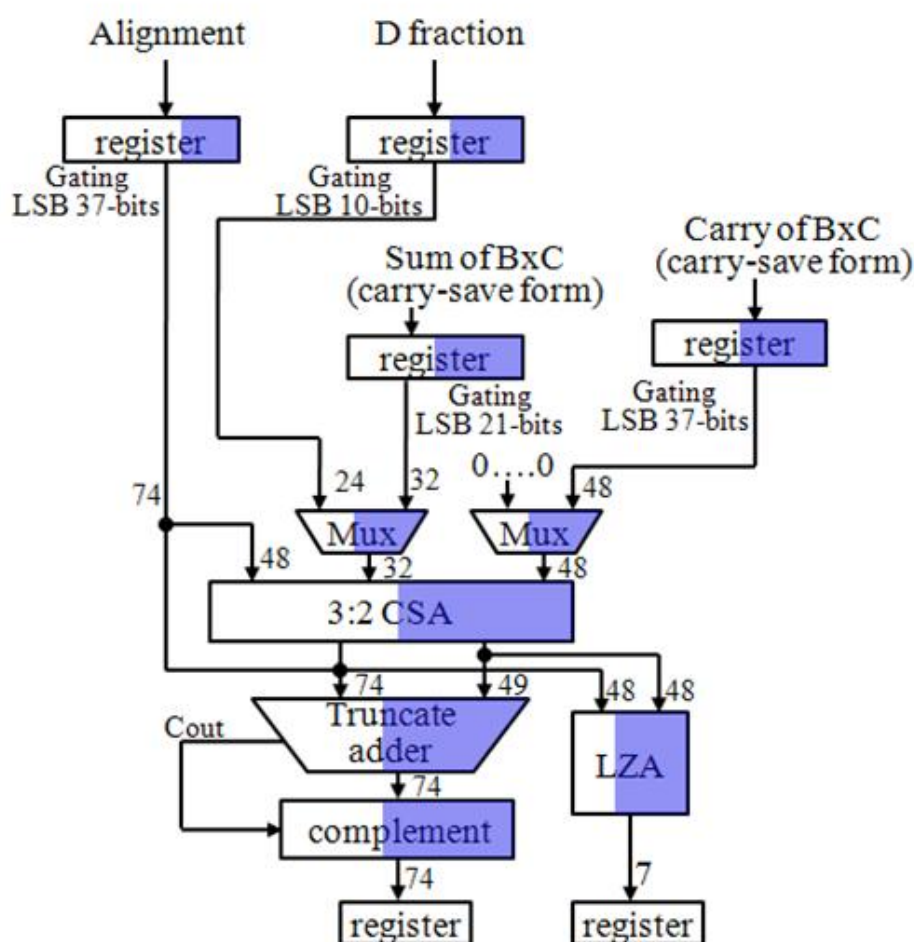 Alignment
D fraction
register
register
Gating
LSB 37-bits
Gating
LSB 10-bits
Sum of BxC
(carry-save form)
Carry of BxC
(carry-save form)
register
register
Gating
LSB 21-bits
Gating
LSB 37-bits
0....0
74
24
32
48
Mux
Mux
48
32
48
3:2 CSA
74
49
48
48
Cout
Truncate
adder
LZA
74
complement
74
7
register
register